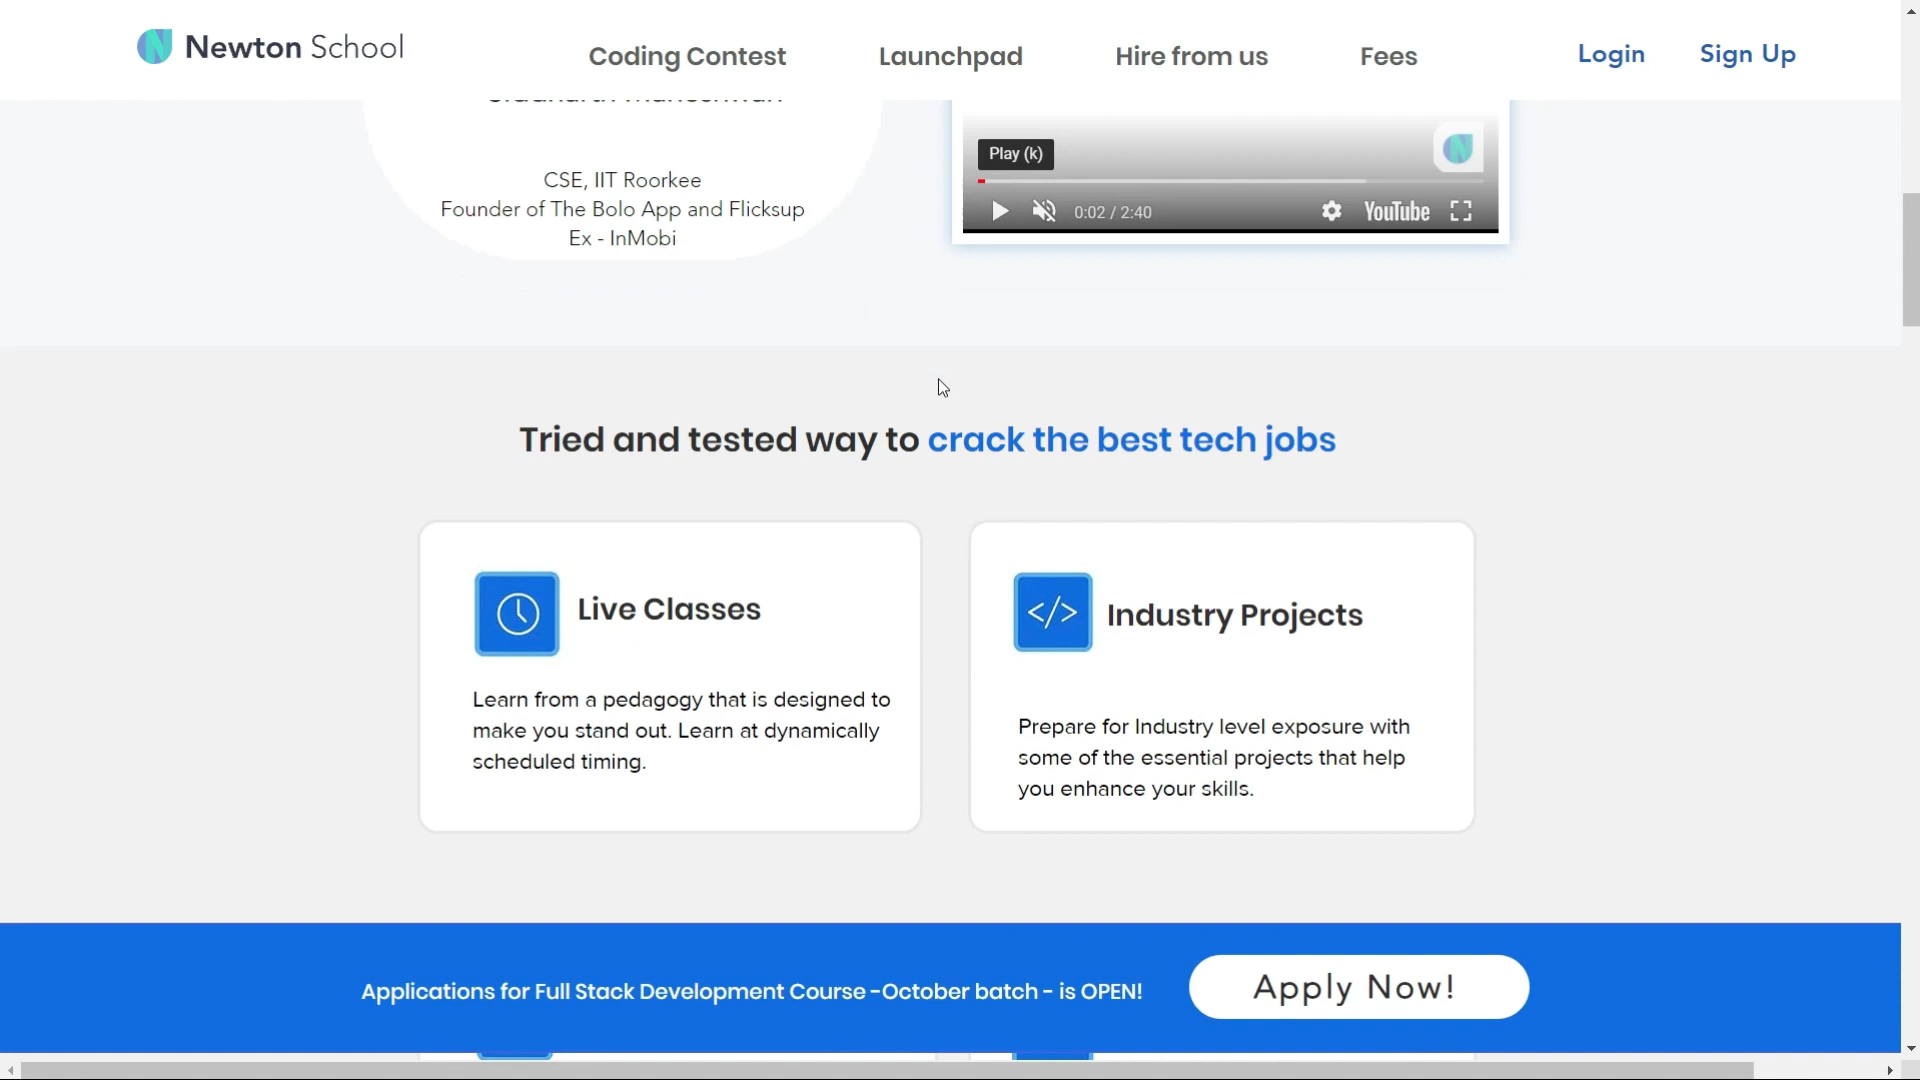 Newton School
Coding Contest
Launchpad
Hire from us
Fees
Login
Sign Up
CSE, IIT Roorkee
Founder of The Bolo App and Flicksup
Ex - InMobi
Play (k)
0:02 / 2:40
YouTube
Tried and tested way to crack the best tech jobs
Live Classes
Learn from a pedagogy that is designed to
make you stand out. Learn at dynamically
scheduled timing.
</> Industry Projects
Prepare for Industry level exposure with
some of the essential projects that help
you enhance your skills.
Applications for Full Stack Development Course -October batch - is OPEN!
Apply Now!